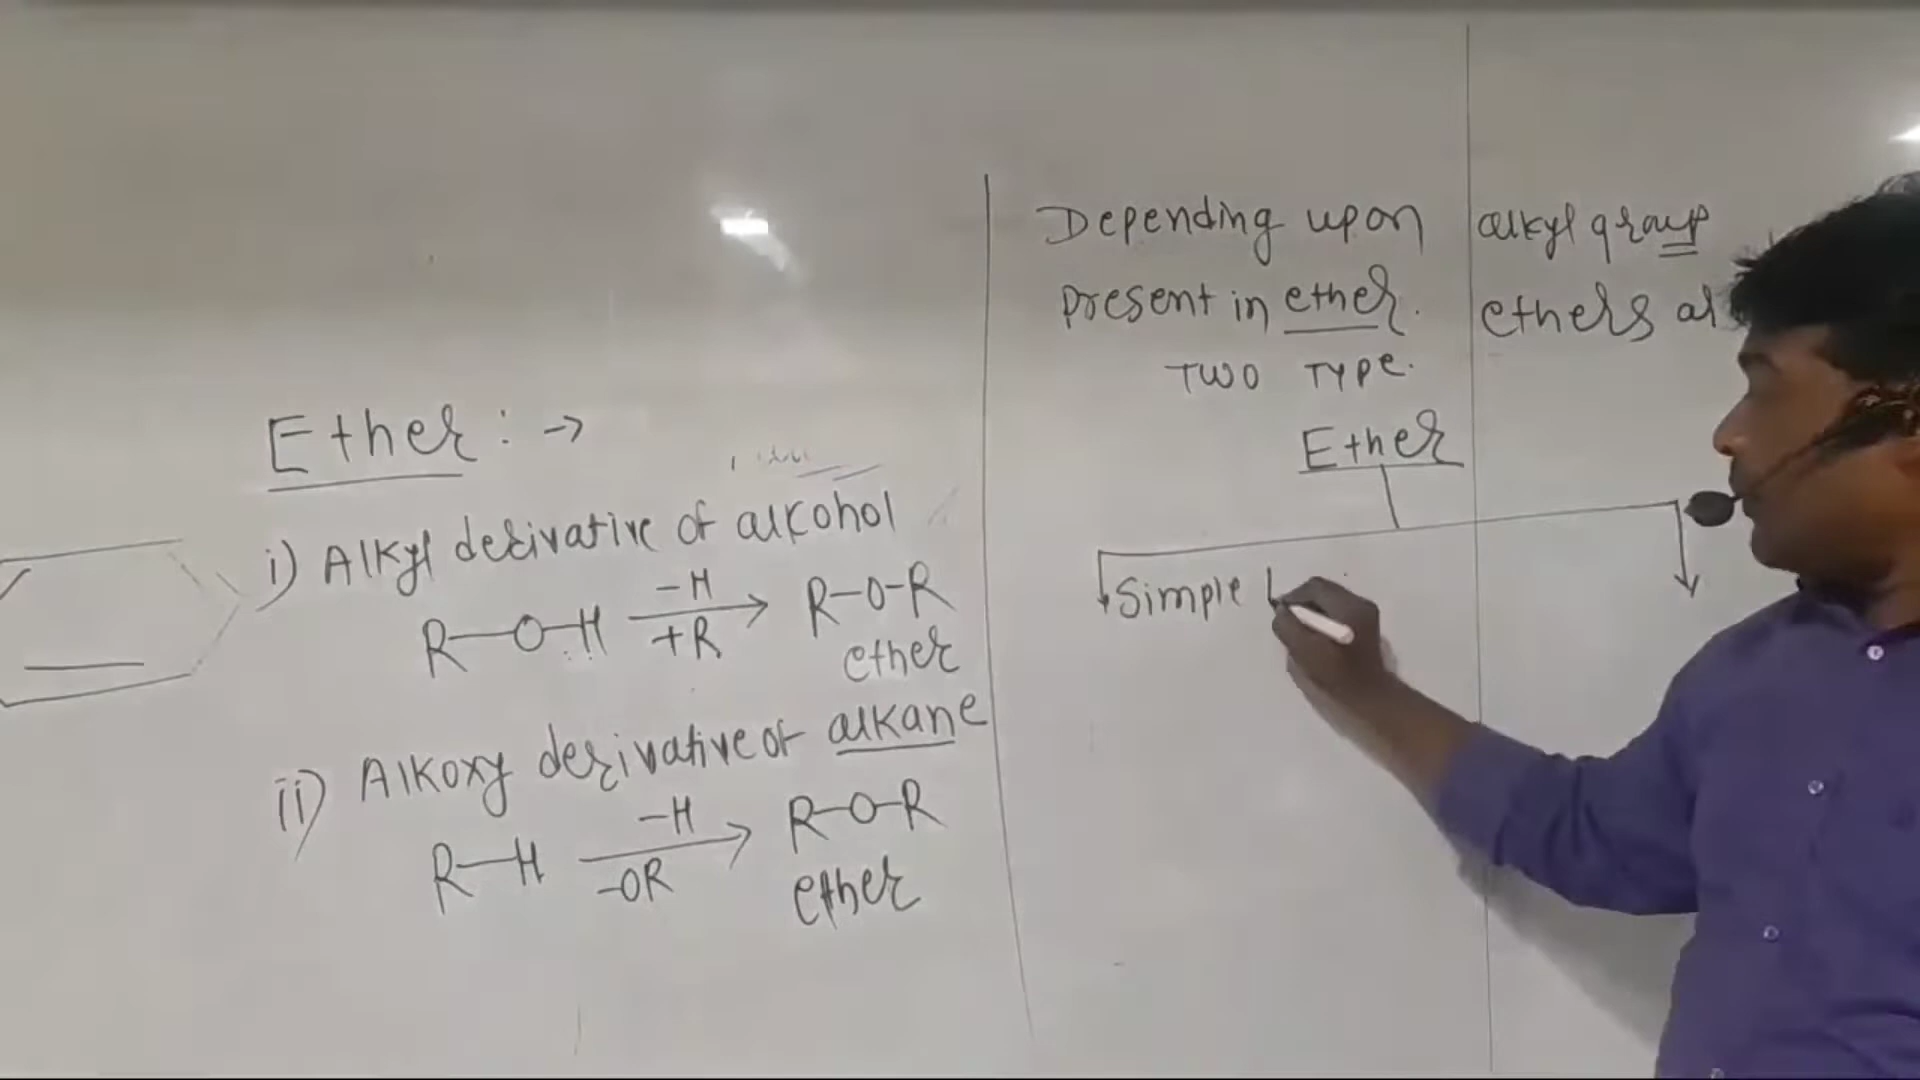 Ether : →
i) Alkyl derivative of alkohol
-H
R-O-H → R-O-R
+R
ether
ii) Alkoxy derivative of alkane
-H
R-H → R-O-R
-OR
ether
Depending upon alkyl group
present in ether. ethers
TWO TYPE.
Ether
Simple